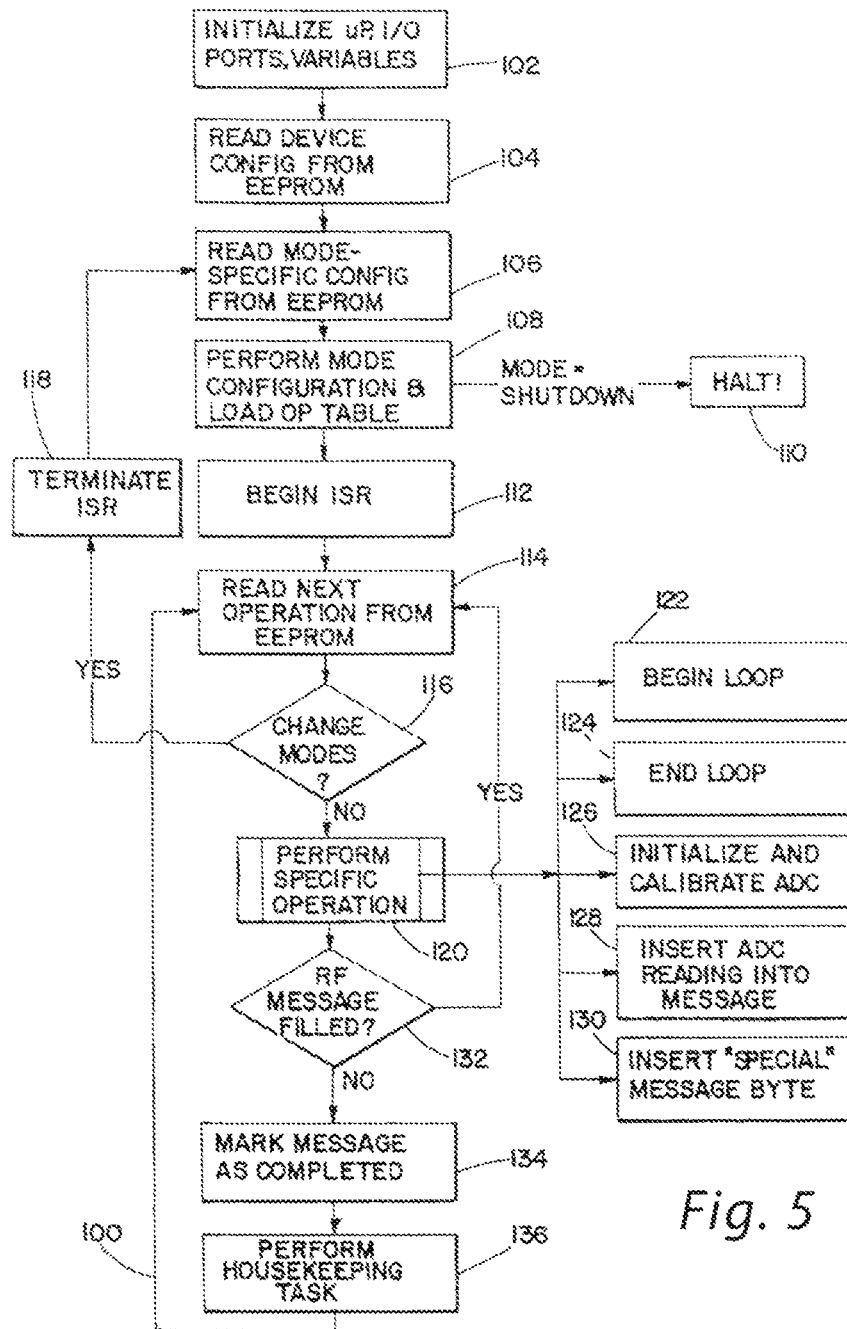 INITIALIZE uP, I/O
PORTS, VARIABLES
102
READ DEVICE
CONFIG FROM
EEPROM
104
READ MODE-
SPECIFIC CONFIG
FROM EEPROM
106
108
PERFORM MODE
CONFIGURATION &
LOAD OP TABLE
MODE =
SHUTDOWN
HALT!
110
118
TERMINATE
ISR
BEGIN ISR
112
114
READ NEXT
OPERATION FROM
EEPROM
YES
116
CHANGE
MODES
?
NO
YES
PERFORM
SPECIFIC
OPERATION
120
122
BEGIN LOOP
124
END LOOP
126
INITIALIZE AND
CALIBRATE ADC
128
INSERT ADC
READING INTO
MESSAGE
130
INSERT "SPECIAL"
MESSAGE BYTE
RF
MESSAGE
FILLED?
132
NO
MARK MESSAGE
AS COMPLETED
134
100
PERFORM
HOUSEKEEPING
TASK
136
Fig. 5